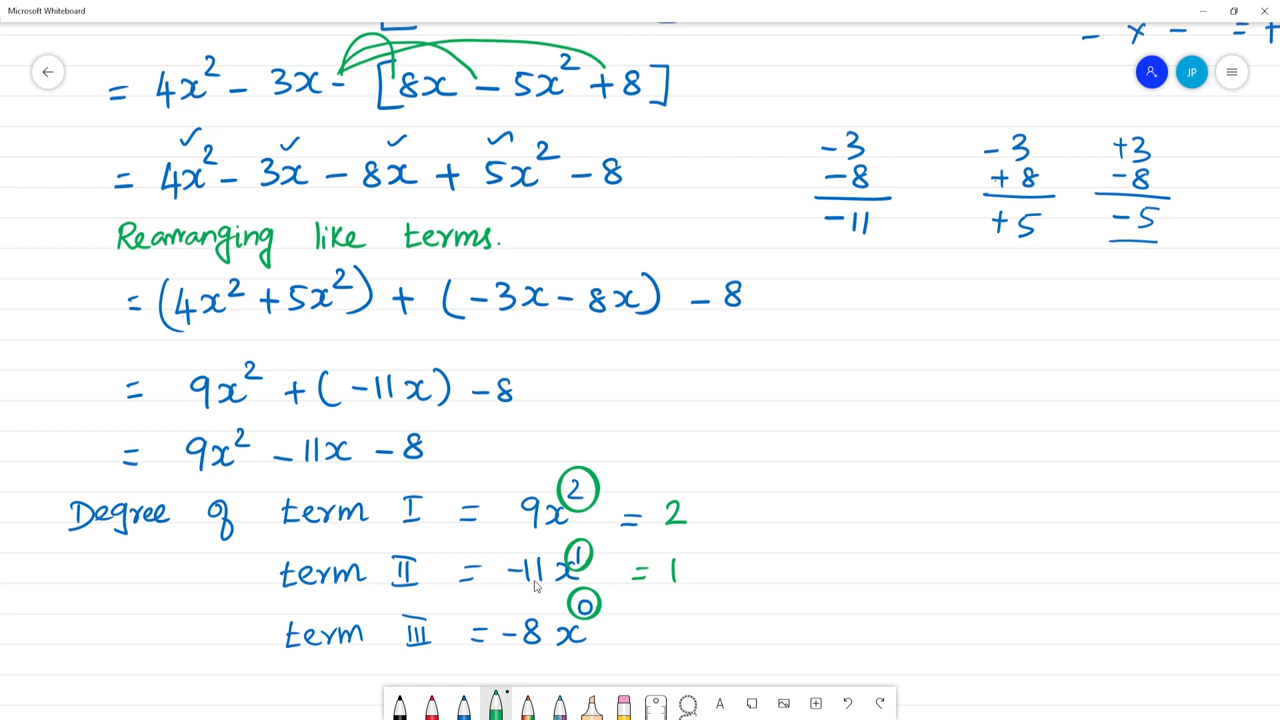 Microsoft Whiteboard
- x - = +
JP
= 4x² - 3x - [8x - 5x² + 8]
= 4x² - 3x - 8x + 5x² - 8
-3 -3 +3
-8 +8 -8
-11 +5 -5
Rearranging like terms.
= (4x² + 5x²) + (-3x - 8x) - 8
= 9x² + (-11x) - 8
= 9x² - 11x - 8
Degree of term I = 9x² = 2
term II = -11x¹ = 1
term III = -8x⁰
A